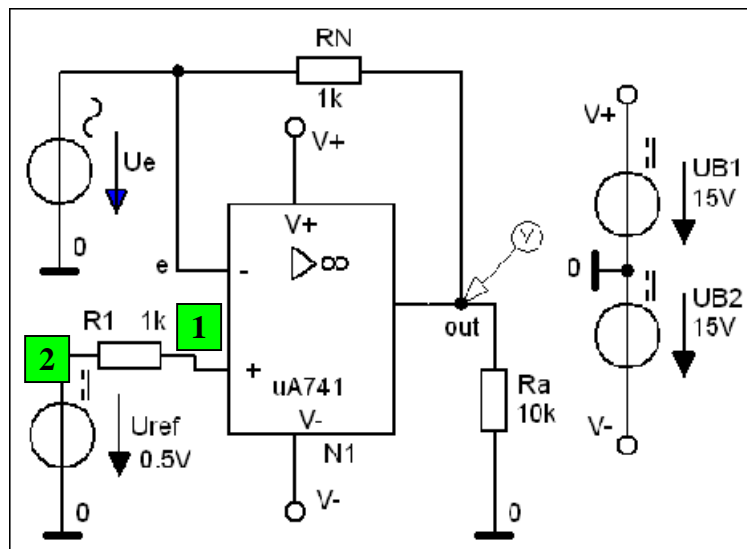 RN
1k
V+
V+
Ue
V+
UB1
15V
0
e
-
∞
0
R1 1k
1
out
UB2
15V
2
+
uA741
Ra
10k
Uref
0.5V
V-
N1
V-
0
V-
0
Y